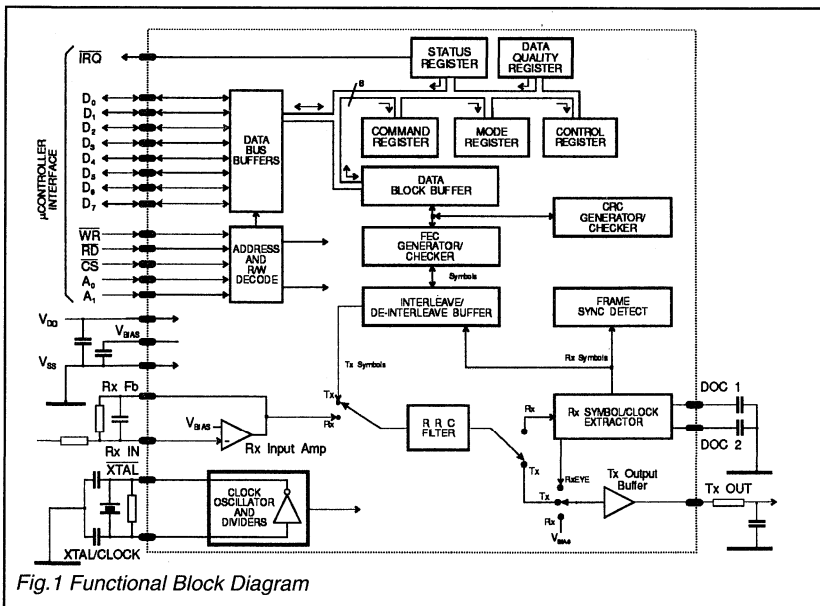 IRQ
D0
D1
D2
D3
D4
D5
D6
D7
µCONTROLLER
INTERFACE
WR
RD
CS
A0
A1
DATA
BUS
BUFFERS
ADDRESS
AND
R/W
DECODE
STATUS
REGISTER
DATA
QUALITY
REGISTER
8
COMMAND
REGISTER
MODE
REGISTER
CONTROL
REGISTER
DATA
BLOCK BUFFER
CRC
GENERATOR/
CHECKER
FEC
GENERATOR/
CHECKER
Symbols
INTERLEAVE/
DE-INTERLEAVE BUFFER
FRAME
SYNC DETECT
VDD
VBIAS
VSS
Tx Symbols
Rx Symbols
Rx Fb
VBIAS
Rx Input Amp
Rx IN
Tx
Rx
R R C
FILTER
Rx
Tx
Rx SYMBOL/CLOCK
EXTRACTOR
DOC 1
DOC 2
RxEYE
Tx
Rx
VBIAS
Tx Output
Buffer
Tx OUT
XTAL
CLOCK
OSCILLATOR
AND
DIVIDERS
XTAL/CLOCK
Fig.1 Functional Block Diagram